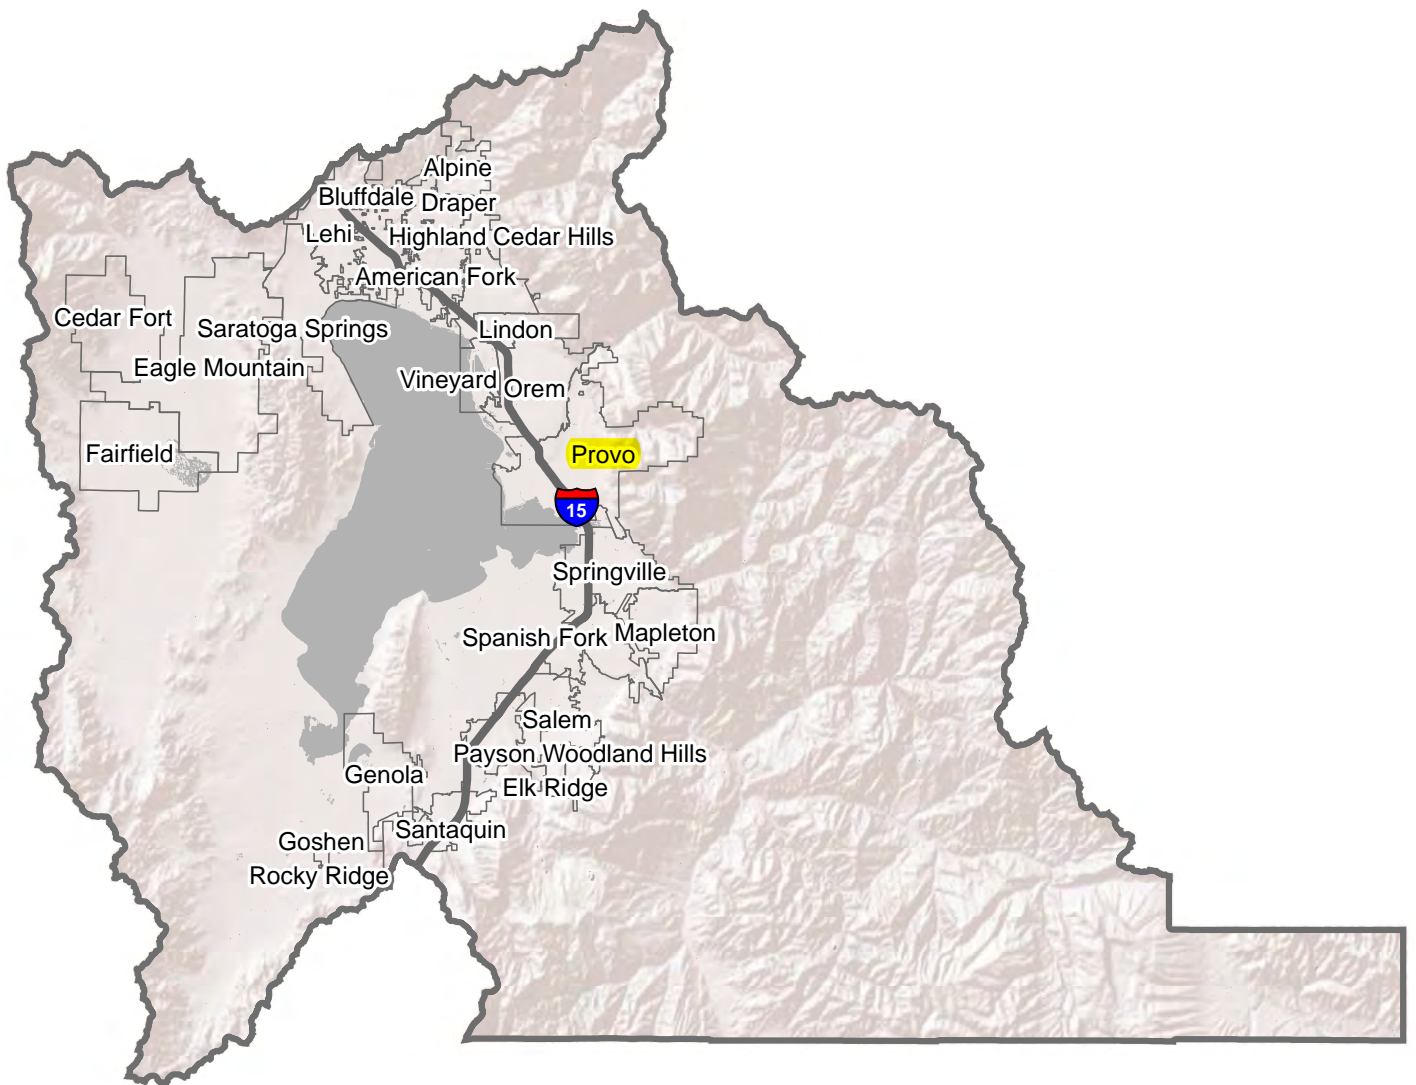 Alpine
Bluffdale
Draper
Lehi
Highland
Cedar Hills
American Fork
Cedar Fort
Saratoga Springs
Lindon
Eagle Mountain
Vineyard
Orem
Fairfield
Provo
15
Springville
Spanish Fork
Mapleton
Salem
Payson
Woodland Hills
Genola
Elk Ridge
Santaquin
Goshen
Rocky Ridge